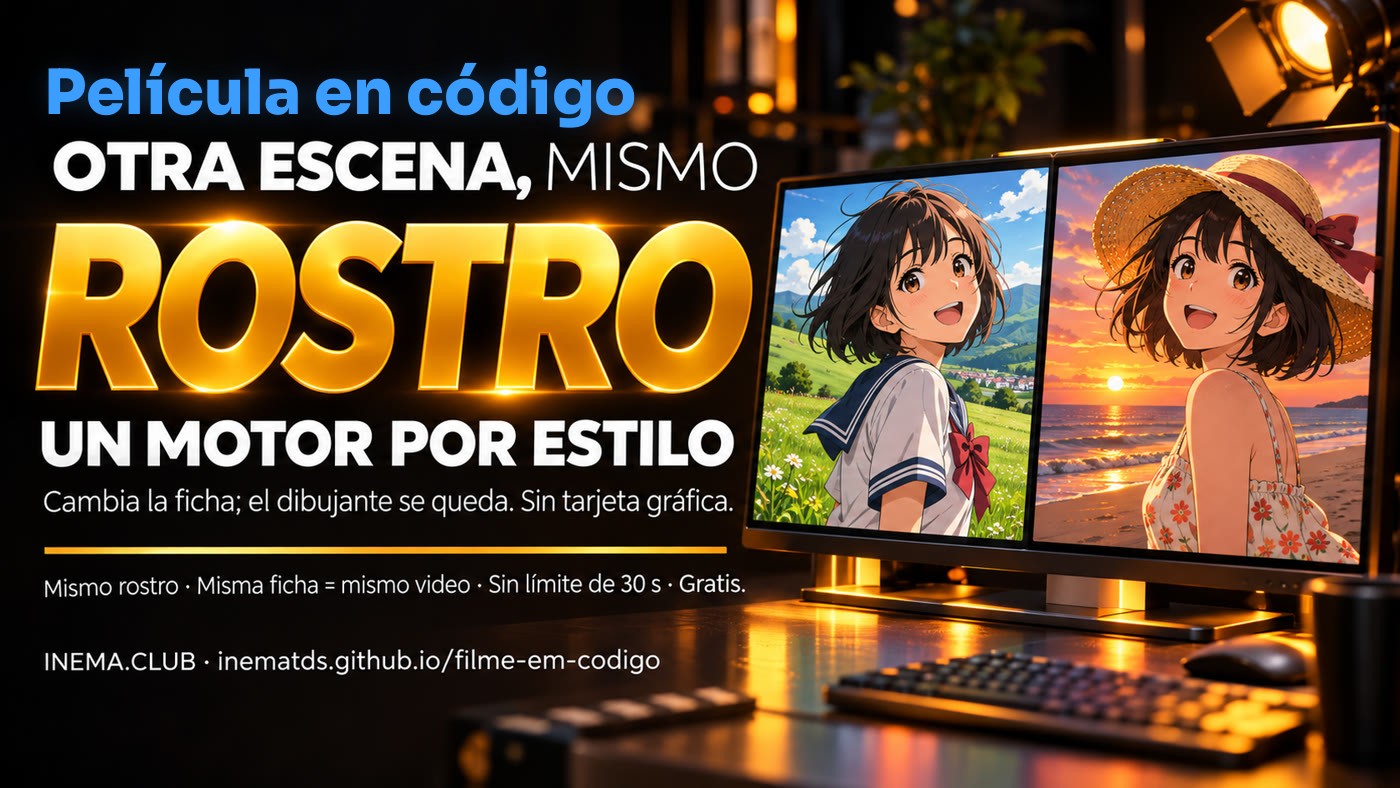 Película en código
OTRA ESCENA, MISMO
ROSTRO
UN MOTOR POR ESTILO
Cambia la ficha; el dibujante se queda. Sin tarjeta gráfica.
Mismo rostro · Misma ficha = mismo video · Sin límite de 30 s · Gratis.
INEMA.CLUB · inematds.github.io/filme-em-codigo